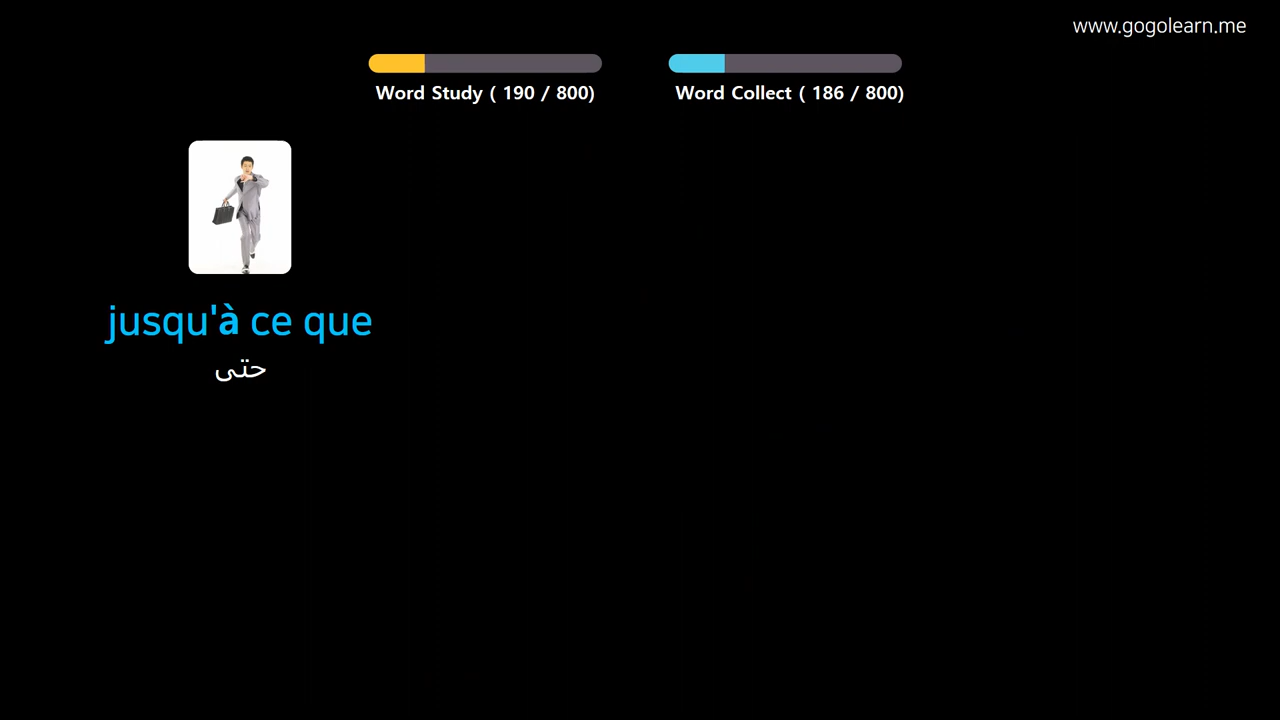 www.gogolearn.me
Word Study ( 190 / 800)
Word Collect ( 186 / 800)
jusqu'à ce que
حتى